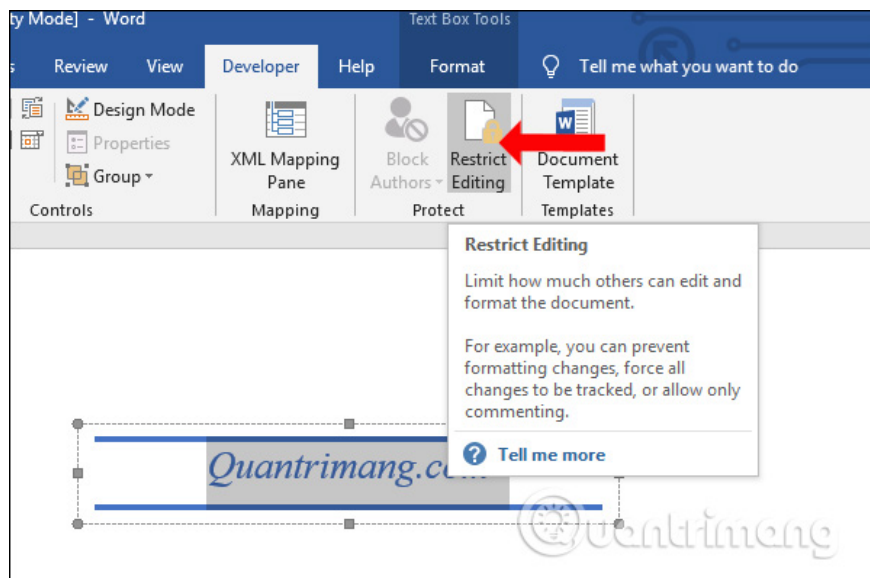 ty Mode] - Word
Text Box Tools
s Review View Developer Help Format Tell me what you want to do
Design Mode
Properties
Group
XML Mapping
Pane
Block
Authors
Restrict
Editing
Document
Template
Controls Mapping Protect Templates
Restrict Editing
Limit how much others can edit and
format the document.
For example, you can prevent
formatting changes, force all
changes to be tracked, or allow only
commenting.
? Tell me more
Quantrimang.com
Quantrimang